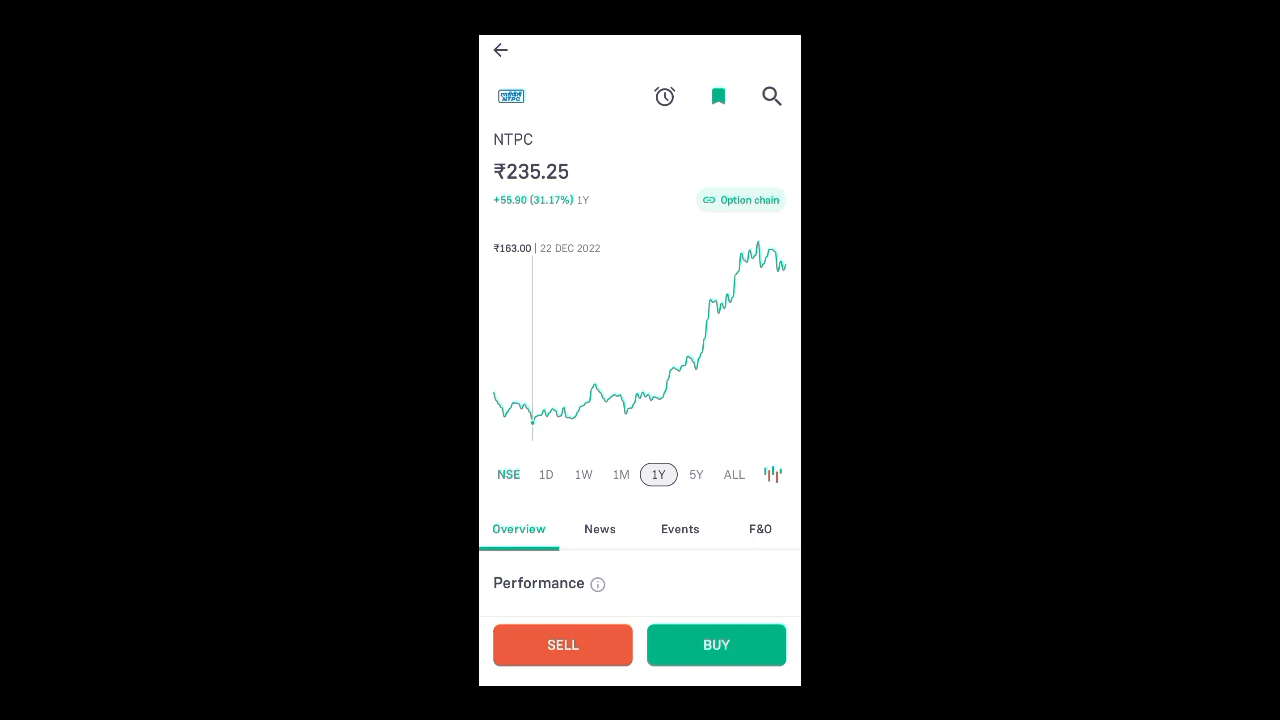 NTPC
NTPC
₹235.25
+55.90 (31.17%) 1Y
Option chain
₹163.00 | 22 DEC 2022
NSE 1D 1W 1M 1Y 5Y ALL
Overview News Events F&O
Performance
SELL BUY